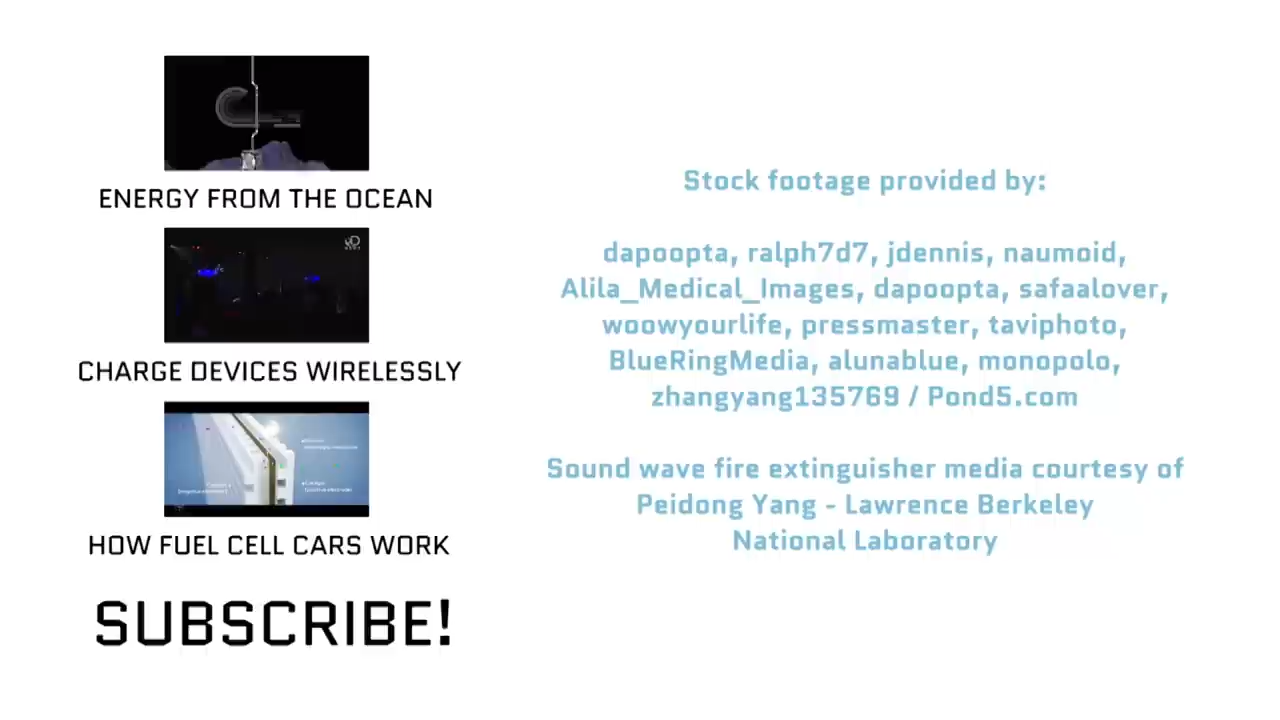 ENERGY FROM THE OCEAN
CHARGE DEVICES WIRELESSLY
HOW FUEL CELL CARS WORK
SUBSCRIBE!
Stock footage provided by:
dapoopta, ralph7d7, jdennis, naumoid,
Alila_Medical_Images, dapoopta, safaalover,
woowyourlife, pressmaster, taviphoto,
BlueRingMedia, alunablue, monopolo,
zhangyang135769 / Pond5.com
Sound wave fire extinguisher media courtesy of
Peidong Yang - Lawrence Berkeley
National Laboratory